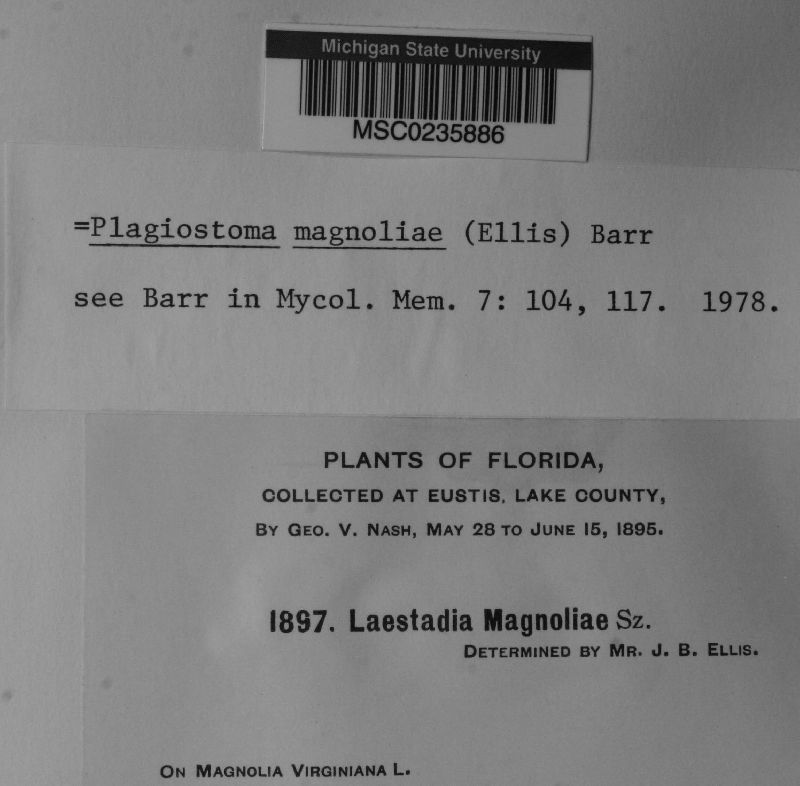 Michigan State University
MSC0235886
=Plagiostoma magnoliae (Ellis) Barr
see Barr in Mycol. Mem. 7: 104, 117. 1978.
PLANTS OF FLORIDA,
COLLECTED AT EUSTIS, LAKE COUNTY,
BY GEO. V. NASH, MAY 28 TO JUNE 15, 1895.
1897. Laestadia Magnoliae Sz.
DETERMINED BY MR. J. B. ELLIS.
ON MAGNOLIA VIRGINIANA L.